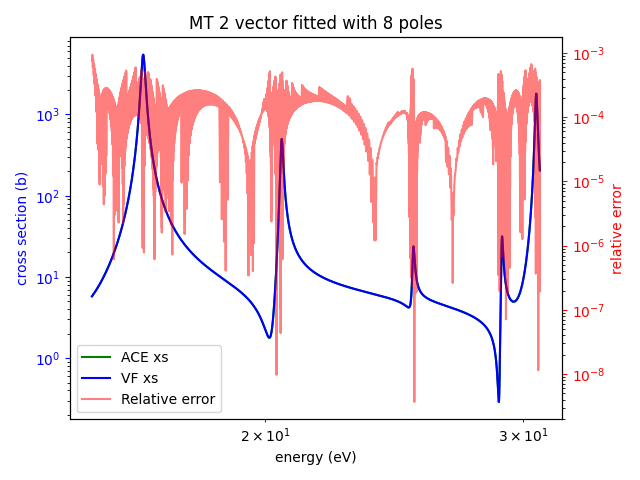 MT 2 vector fitted with 8 poles
10³
10²
10¹
10⁰
cross section (b)
10⁻³
10⁻⁴
10⁻⁵
10⁻⁶
10⁻⁷
10⁻⁸
relative error
ACE xs
VF xs
Relative error
2 × 10¹
3 × 10¹
energy (eV)